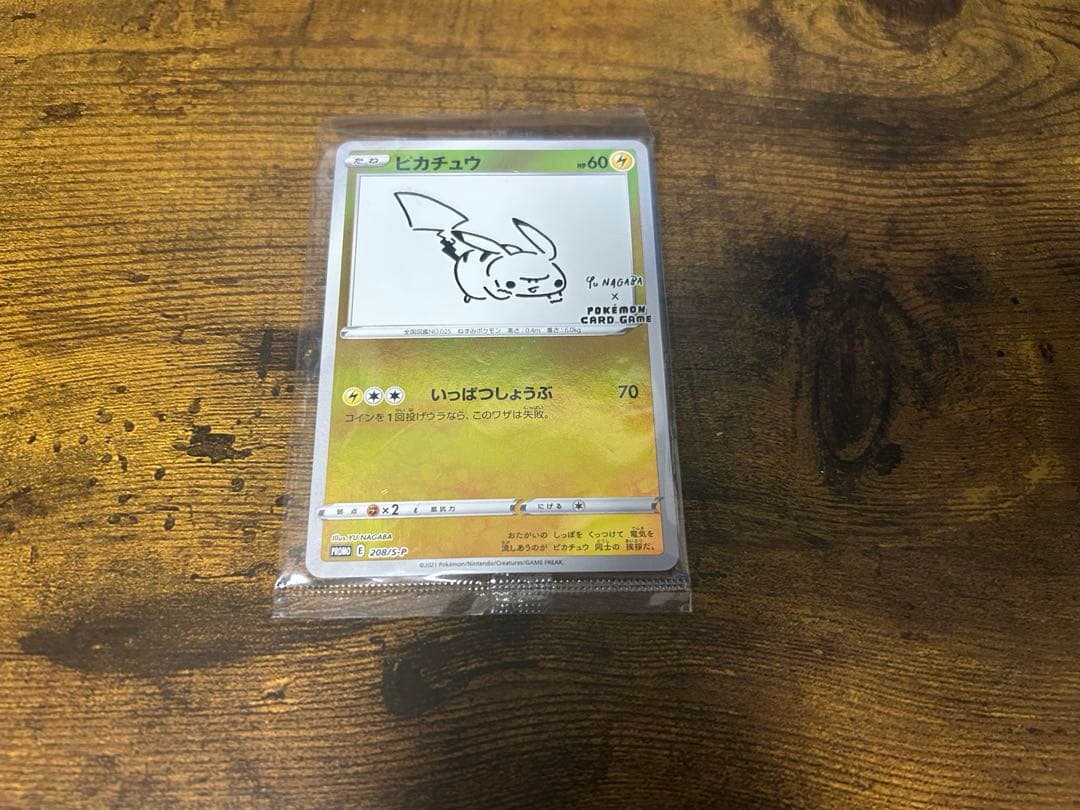 たね ピカチュウ HP60
Yu NAGABA
×
POKÉMON
CARD GAME
全国図鑑NO.025 ねずみポケモン 高さ:0.4m 重さ:6.0kg
いっぱつしょうぶ 70
コインを1回投げウラなら、このワザは失敗。
弱点 ×2 抵抗力 にげる
Illus. YU NAGABA
おたがいの しっぽを くっつけて 電気を
流しあうのが ピカチュウ 同士の 挨拶だ。
PROMO E 208/S-P
©2021 Pokémon/Nintendo/Creatures/GAME FREAK.